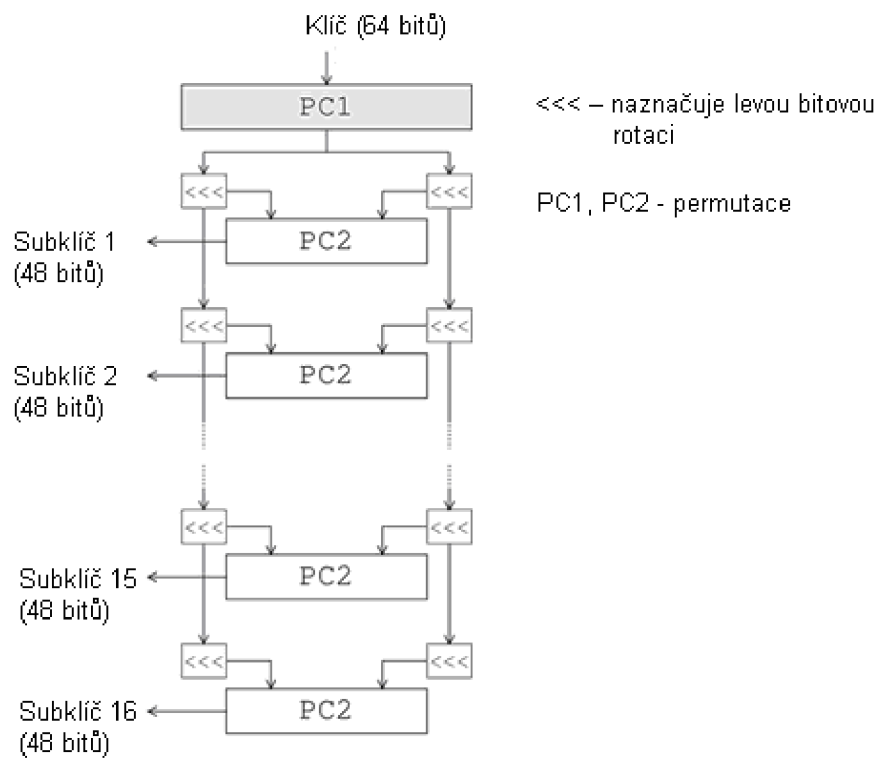 Klíč (64 bitů)
PC1
<<< – naznačuje levou bitovou
rotaci
<<<
<<<
PC1, PC2 - permutace
PC2
Subklíč 1
(48 bitů)
<<<
<<<
PC2
Subklíč 2
(48 bitů)
<<<
<<<
PC2
Subklíč 15
(48 bitů)
<<<
<<<
PC2
Subklíč 16
(48 bitů)